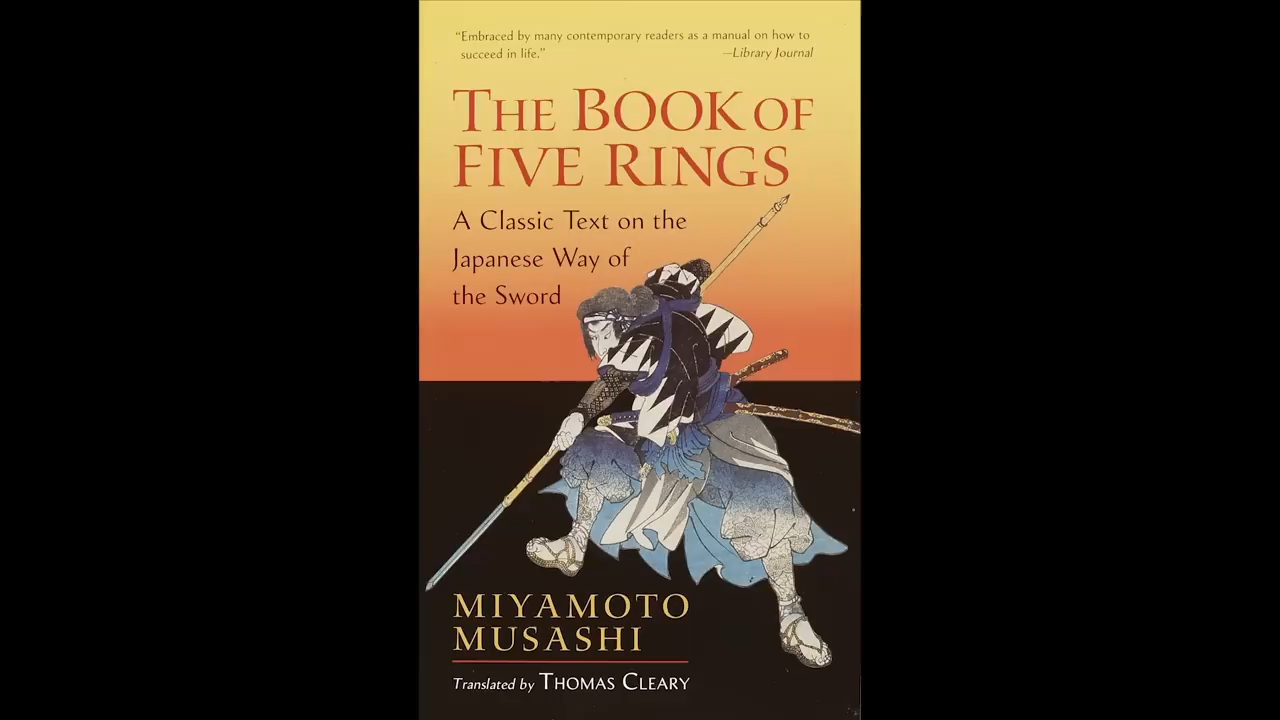 “Embraced by many contemporary readers as a manual on how to
succeed in life.” —Library Journal
THE BOOK OF
FIVE RINGS
A Classic Text on the
Japanese Way of
the Sword
MIYAMOTO
MUSASHI
Translated by THOMAS CLEARY